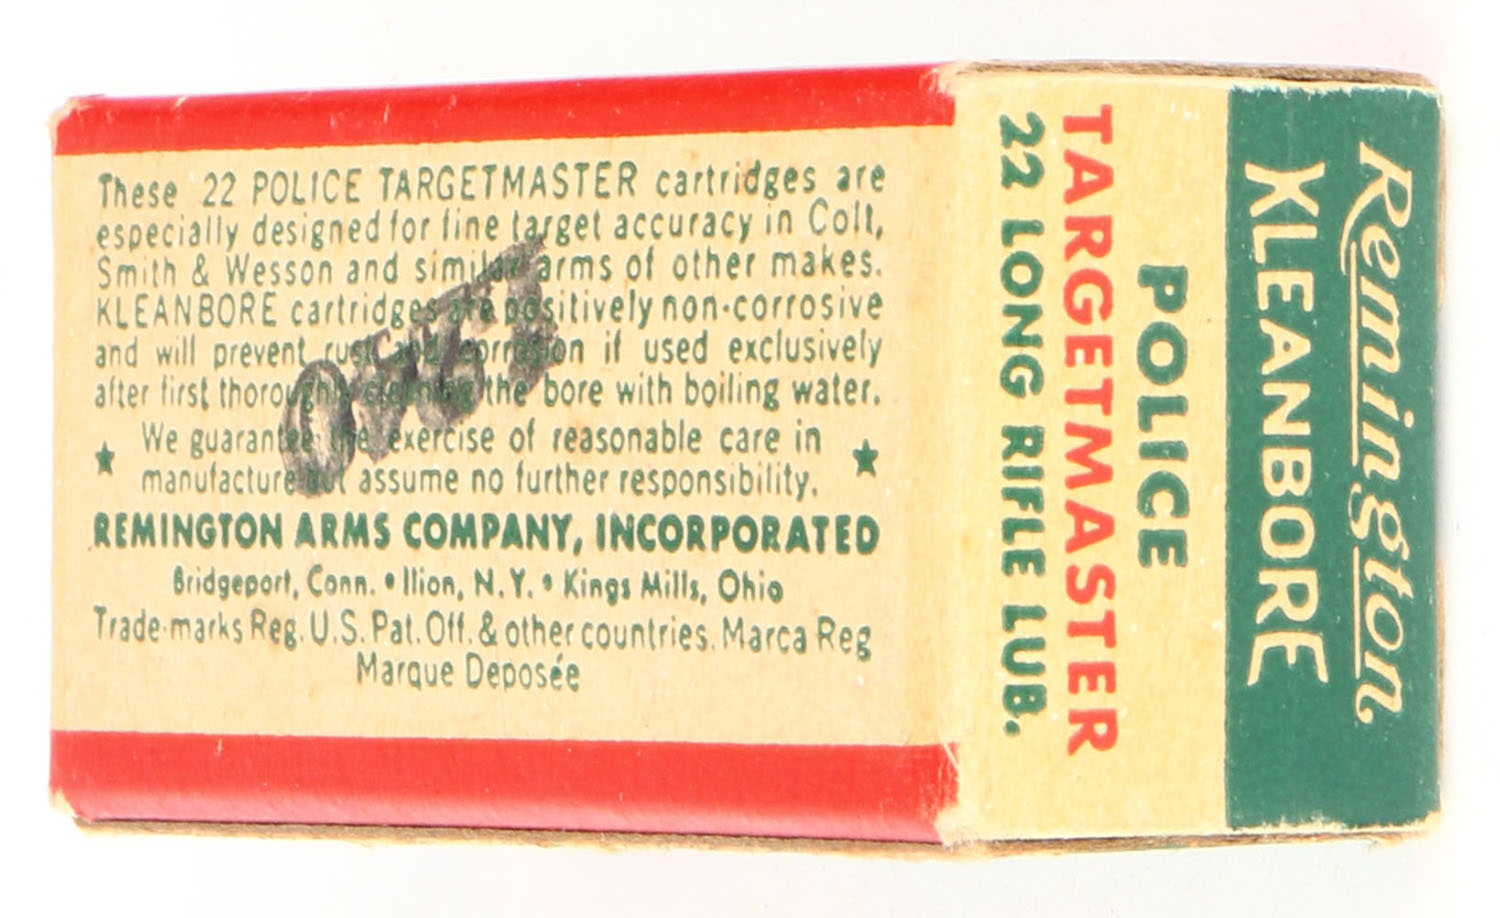 These 22 POLICE TARGETMASTER cartridges are
especially designed for fine target accuracy in Colt,
Smith & Wesson and similar arms of other makes.
KLEANBORE cartridges are positively non-corrosive
and will prevent rust and corrosion if used exclusively
after first thoroughly cleaning the bore with boiling water.
We guarantee the exercise of reasonable care in
manufacture but assume no further responsibility.
REMINGTON ARMS COMPANY, INCORPORATED
Bridgeport, Conn. • Ilion, N.Y. • Kings Mills, Ohio
Trade-marks Reg. U.S. Pat. Off. & other countries. Marca Reg
Marque Deposée
Remington
KLEANBORE
POLICE
TARGETMASTER
22 LONG RIFLE LUB.